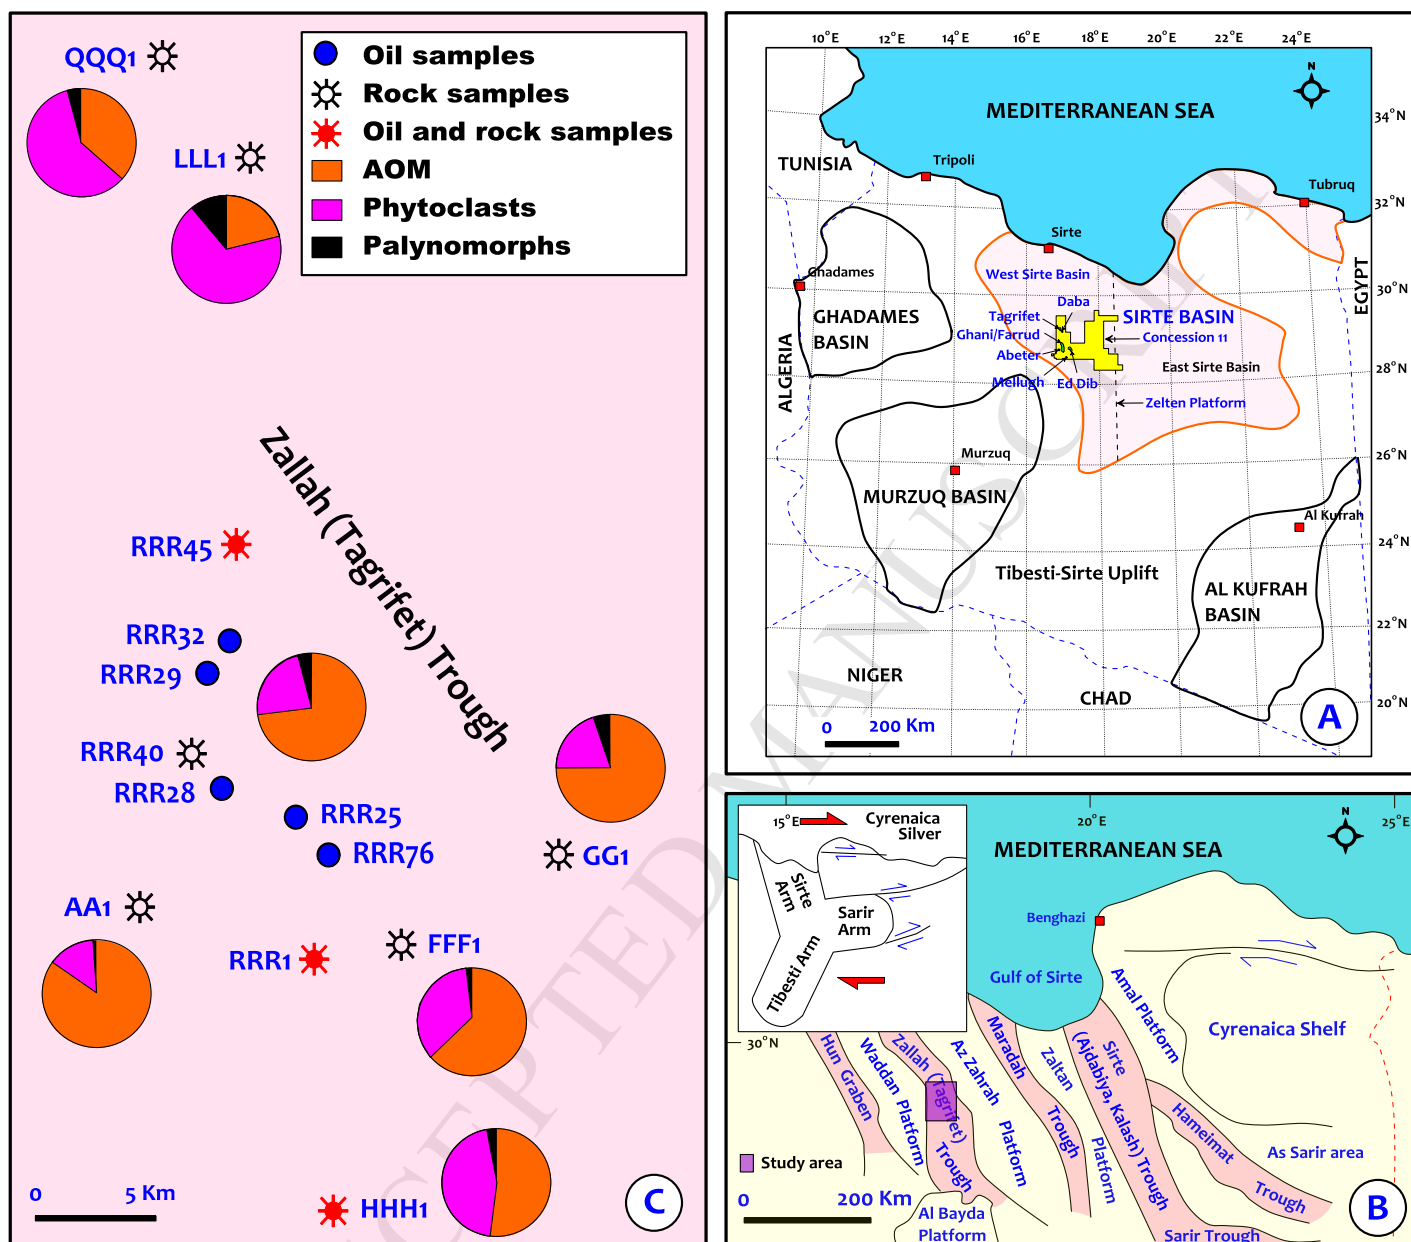 QQQ1
LLL1
Oil samples
Rock samples
Oil and rock samples
AOM
Phytoclasts
Palynomorphs
Zallah (Tagrifet) Trough
RRR45
RRR32
RRR29
RRR40
RRR28
RRR25
RRR76
GG1
AA1
RRR1
FFF1
HHH1
0
5 Km
C
10°E
12°E
14°E
16°E
18°E
20°E
22°E
24°E
N
MEDITERRANEAN SEA
34°N
TUNISIA
Tripoli
Tubruq
32°N
Sirte
Ghadames
West Sirte Basin
EGYPT
30°N
Daba
Tagrifet
SIRTE BASIN
GHADAMES
BASIN
Ghani/Farrud
Concession 11
Abeter
East Sirte Basin
28°N
ALGERIA
Mellugh
Ed Dib
Zelten Platform
Murzuq
26°N
MURZUQ BASIN
Al Kufrah
24°N
Tibesti-Sirte Uplift
AL KUFRAH
BASIN
22°N
NIGER
CHAD
20°N
0
200 Km
A
15°E
20°E
25°E
N
Cyrenaica
Silver
MEDITERRANEAN SEA
Sirte
Arm
Sarir
Arm
Tibesti Arm
Benghazi
Gulf of Sirte
Amal Platform
Cyrenaica Shelf
30°N
Hun Graben
Waddan Platform
Zallah (Tagrifet)
Trough
Az Zahrah
Platform
Maradah
Trough
Zaltan
Platform
Sirte
(Ajdabiya, Kalash) Trough
Hameimat
Trough
As Sarir area
Study area
0
200 Km
Al Bayda
Platform
Sarir Trough
B
ACCEPTED MANUSCRIPT